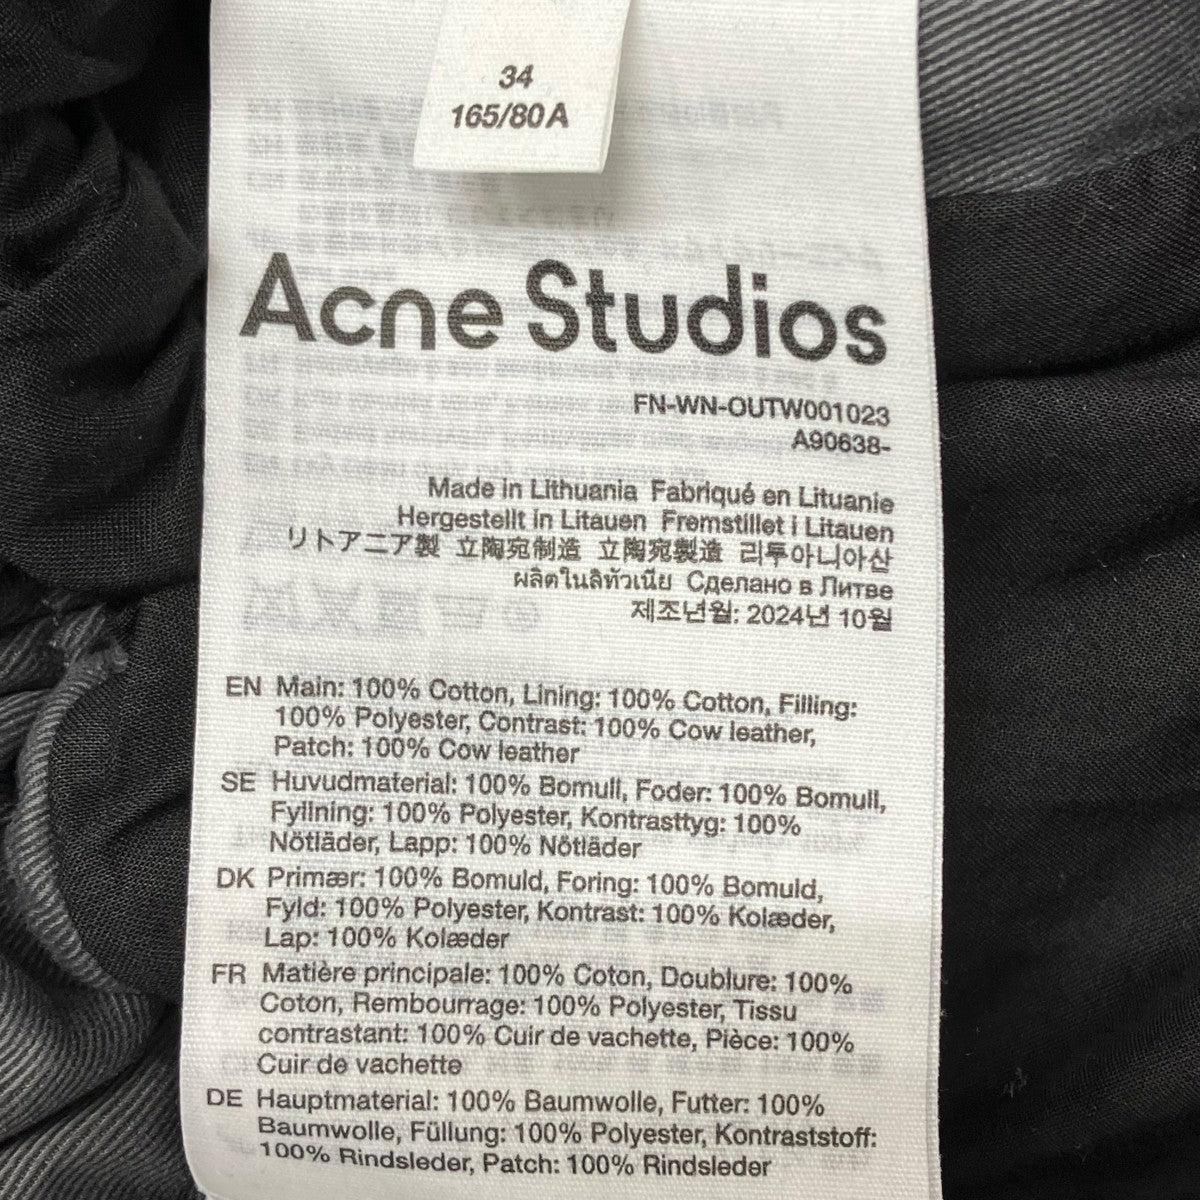 34
165/80A
Acne Studios
FN-WN-OUTW001023
A90638-
Made in Lithuania Fabriqué en Lituanie
Hergestellt in Litauen Fremstillet i Litauen
リトアニア製 立陶宛制造 立陶宛製造 리투아니아산
ผลิตในลิทัวเนีย Сделано в Литве
제조년월: 2024년 10월
EN Main: 100% Cotton, Lining: 100% Cotton, Filling:
100% Polyester, Contrast: 100% Cow leather,
Patch: 100% Cow leather
SE Huvudmaterial: 100% Bomull, Foder: 100% Bomull,
Fyllning: 100% Polyester, Kontrasttyg: 100%
Nötläder, Lapp: 100% Nötläder
DK Primær: 100% Bomuld, Foring: 100% Bomuld,
Fyld: 100% Polyester, Kontrast: 100% Kolæder,
Lap: 100% Kolæder
FR Matière principale: 100% Coton, Doublure: 100%
Coton, Rembourrage: 100% Polyester, Tissu
contrastant: 100% Cuir de vachette, Pièce: 100%
Cuir de vachette
DE Hauptmaterial: 100% Baumwolle, Futter: 100%
Baumwolle, Füllung: 100% Polyester, Kontraststoff:
100% Rindsleder, Patch: 100% Rindsleder